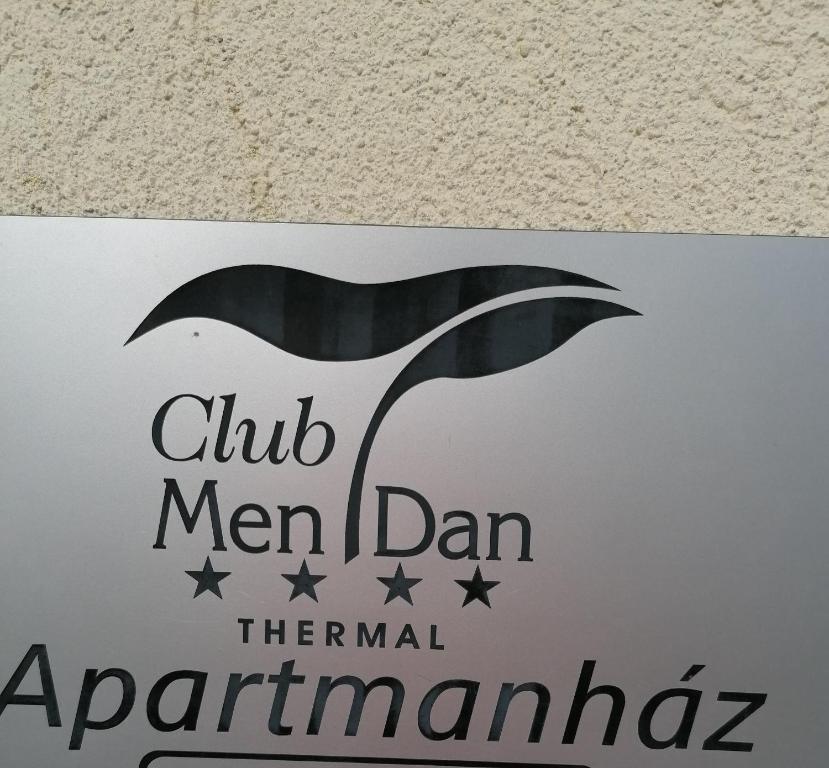 Club
Men Dan
★ ★ ★ ★
THERMAL
Apartmanház